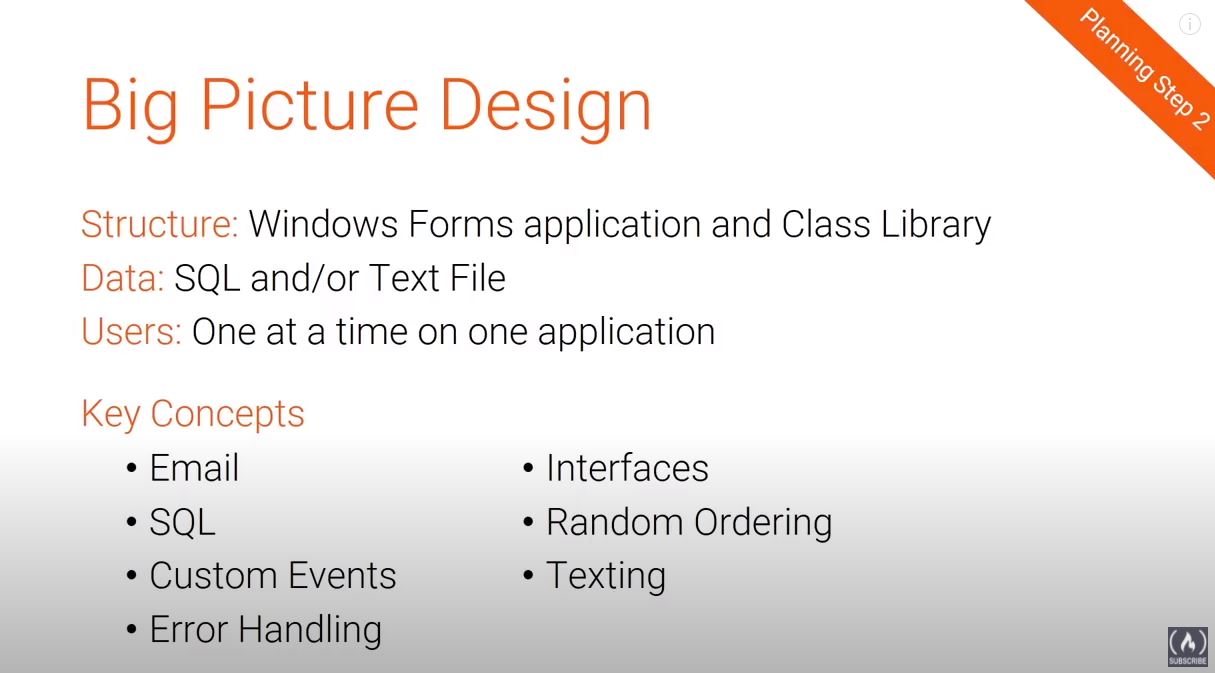 Planning Step 2
Big Picture Design
Structure: Windows Forms application and Class Library
Data: SQL and/or Text File
Users: One at a time on one application
Key Concepts
• Email
• SQL
• Custom Events
• Error Handling
• Interfaces
• Random Ordering
• Texting
SUBSCRIBE